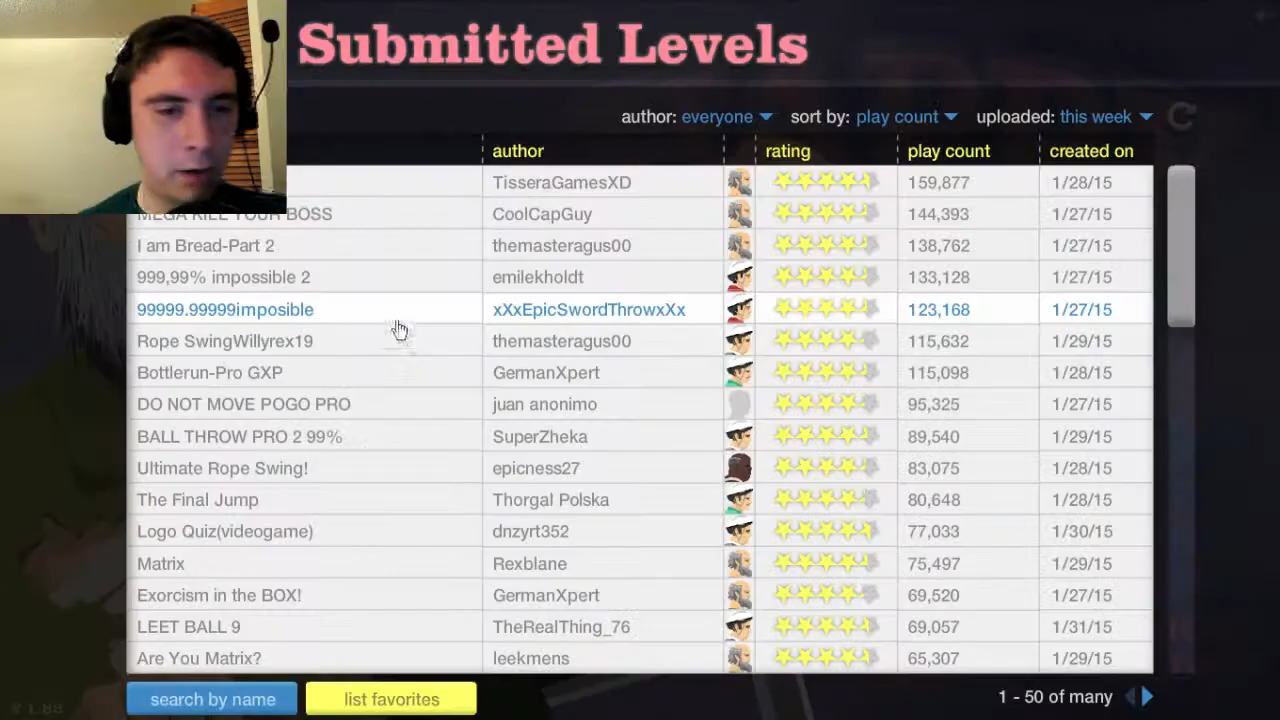 Submitted Levels
author: everyone sort by: play count uploaded: this week
author rating play count created on
TisseraGamesXD 159,877 1/28/15
MEGA KILL YOUR BOSS CoolCapGuy 144,393 1/27/15
I am Bread-Part 2 themasteragus00 138,762 1/27/15
999,99% impossible 2 emilekholdt 133,128 1/27/15
99999.99999imposible xXxEpicSwordThrowxXx 123,168 1/27/15
Rope SwingWillyrex19 themasteragus00 115,632 1/29/15
Bottlerun-Pro GXP GermanXpert 115,098 1/28/15
DO NOT MOVE POGO PRO juan anonimo 95,325 1/27/15
BALL THROW PRO 2 99% SuperZheka 89,540 1/29/15
Ultimate Rope Swing! epicness27 83,075 1/28/15
The Final Jump Thorgal Polska 80,648 1/28/15
Logo Quiz(videogame) dnzyrt352 77,033 1/30/15
Matrix Rexblane 75,497 1/29/15
Exorcism in the BOX! GermanXpert 69,520 1/27/15
LEET BALL 9 TheRealThing_76 69,057 1/31/15
Are You Matrix? leekmens 65,307 1/29/15
search by name list favorites 1 - 50 of many